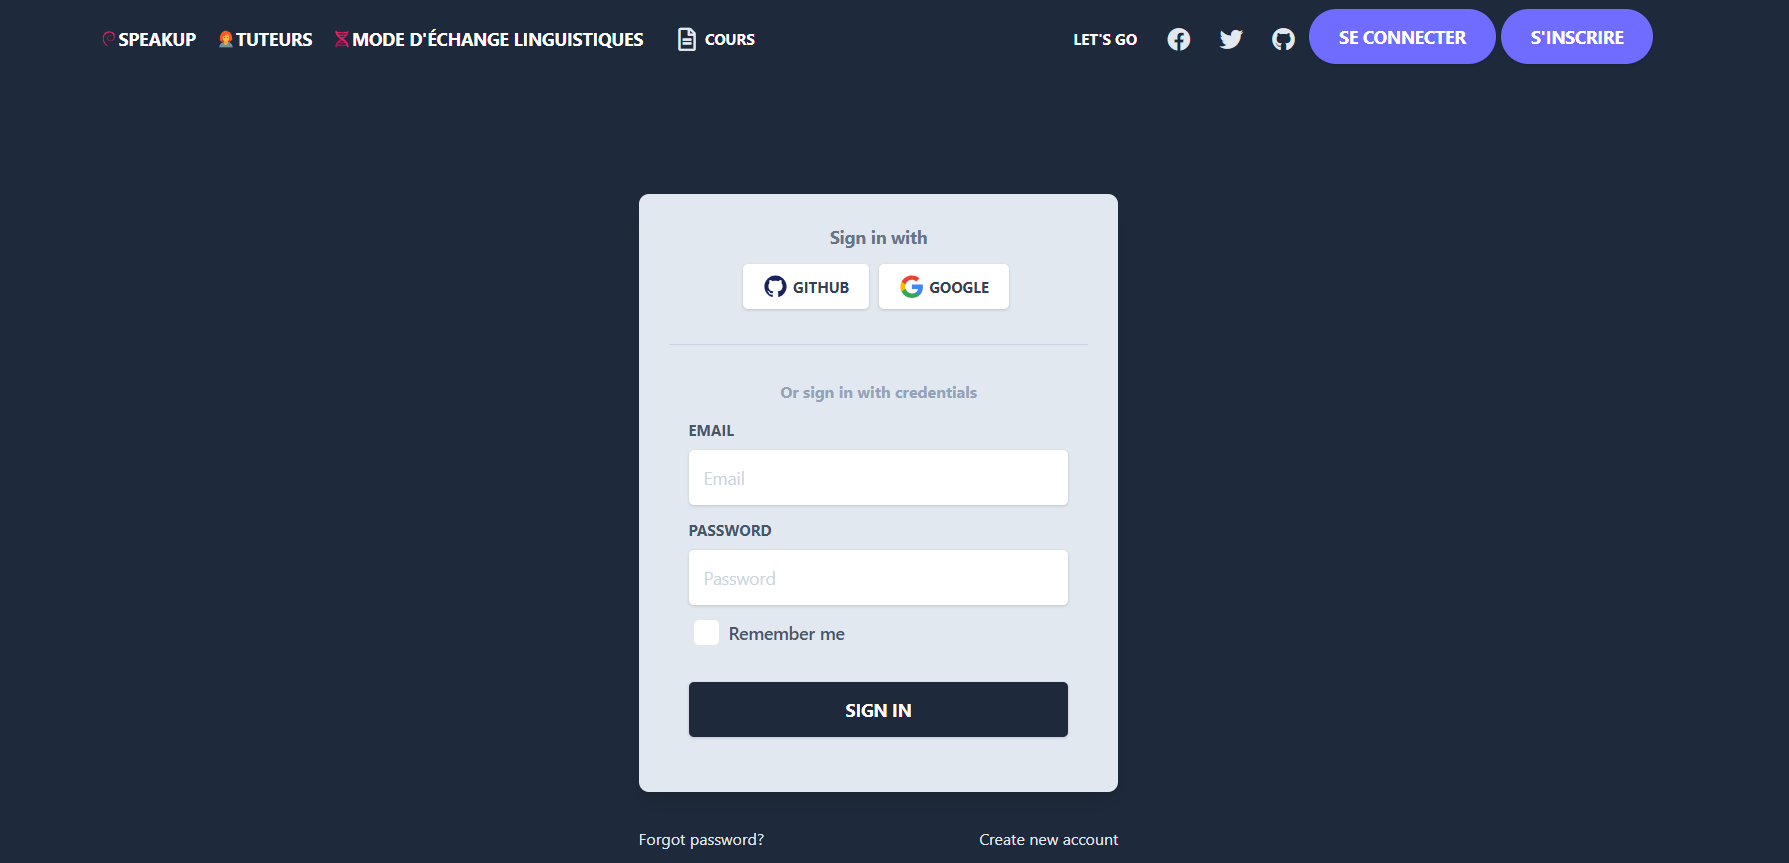 SPEAKUP TUTEURS MODE D'ÉCHANGE LINGUISTIQUES COURS LET'S GO SE CONNECTER S'INSCRIRE
Sign in with
GITHUB GOOGLE
Or sign in with credentials
EMAIL
Email
PASSWORD
Password
Remember me
SIGN IN
Forgot password? Create new account